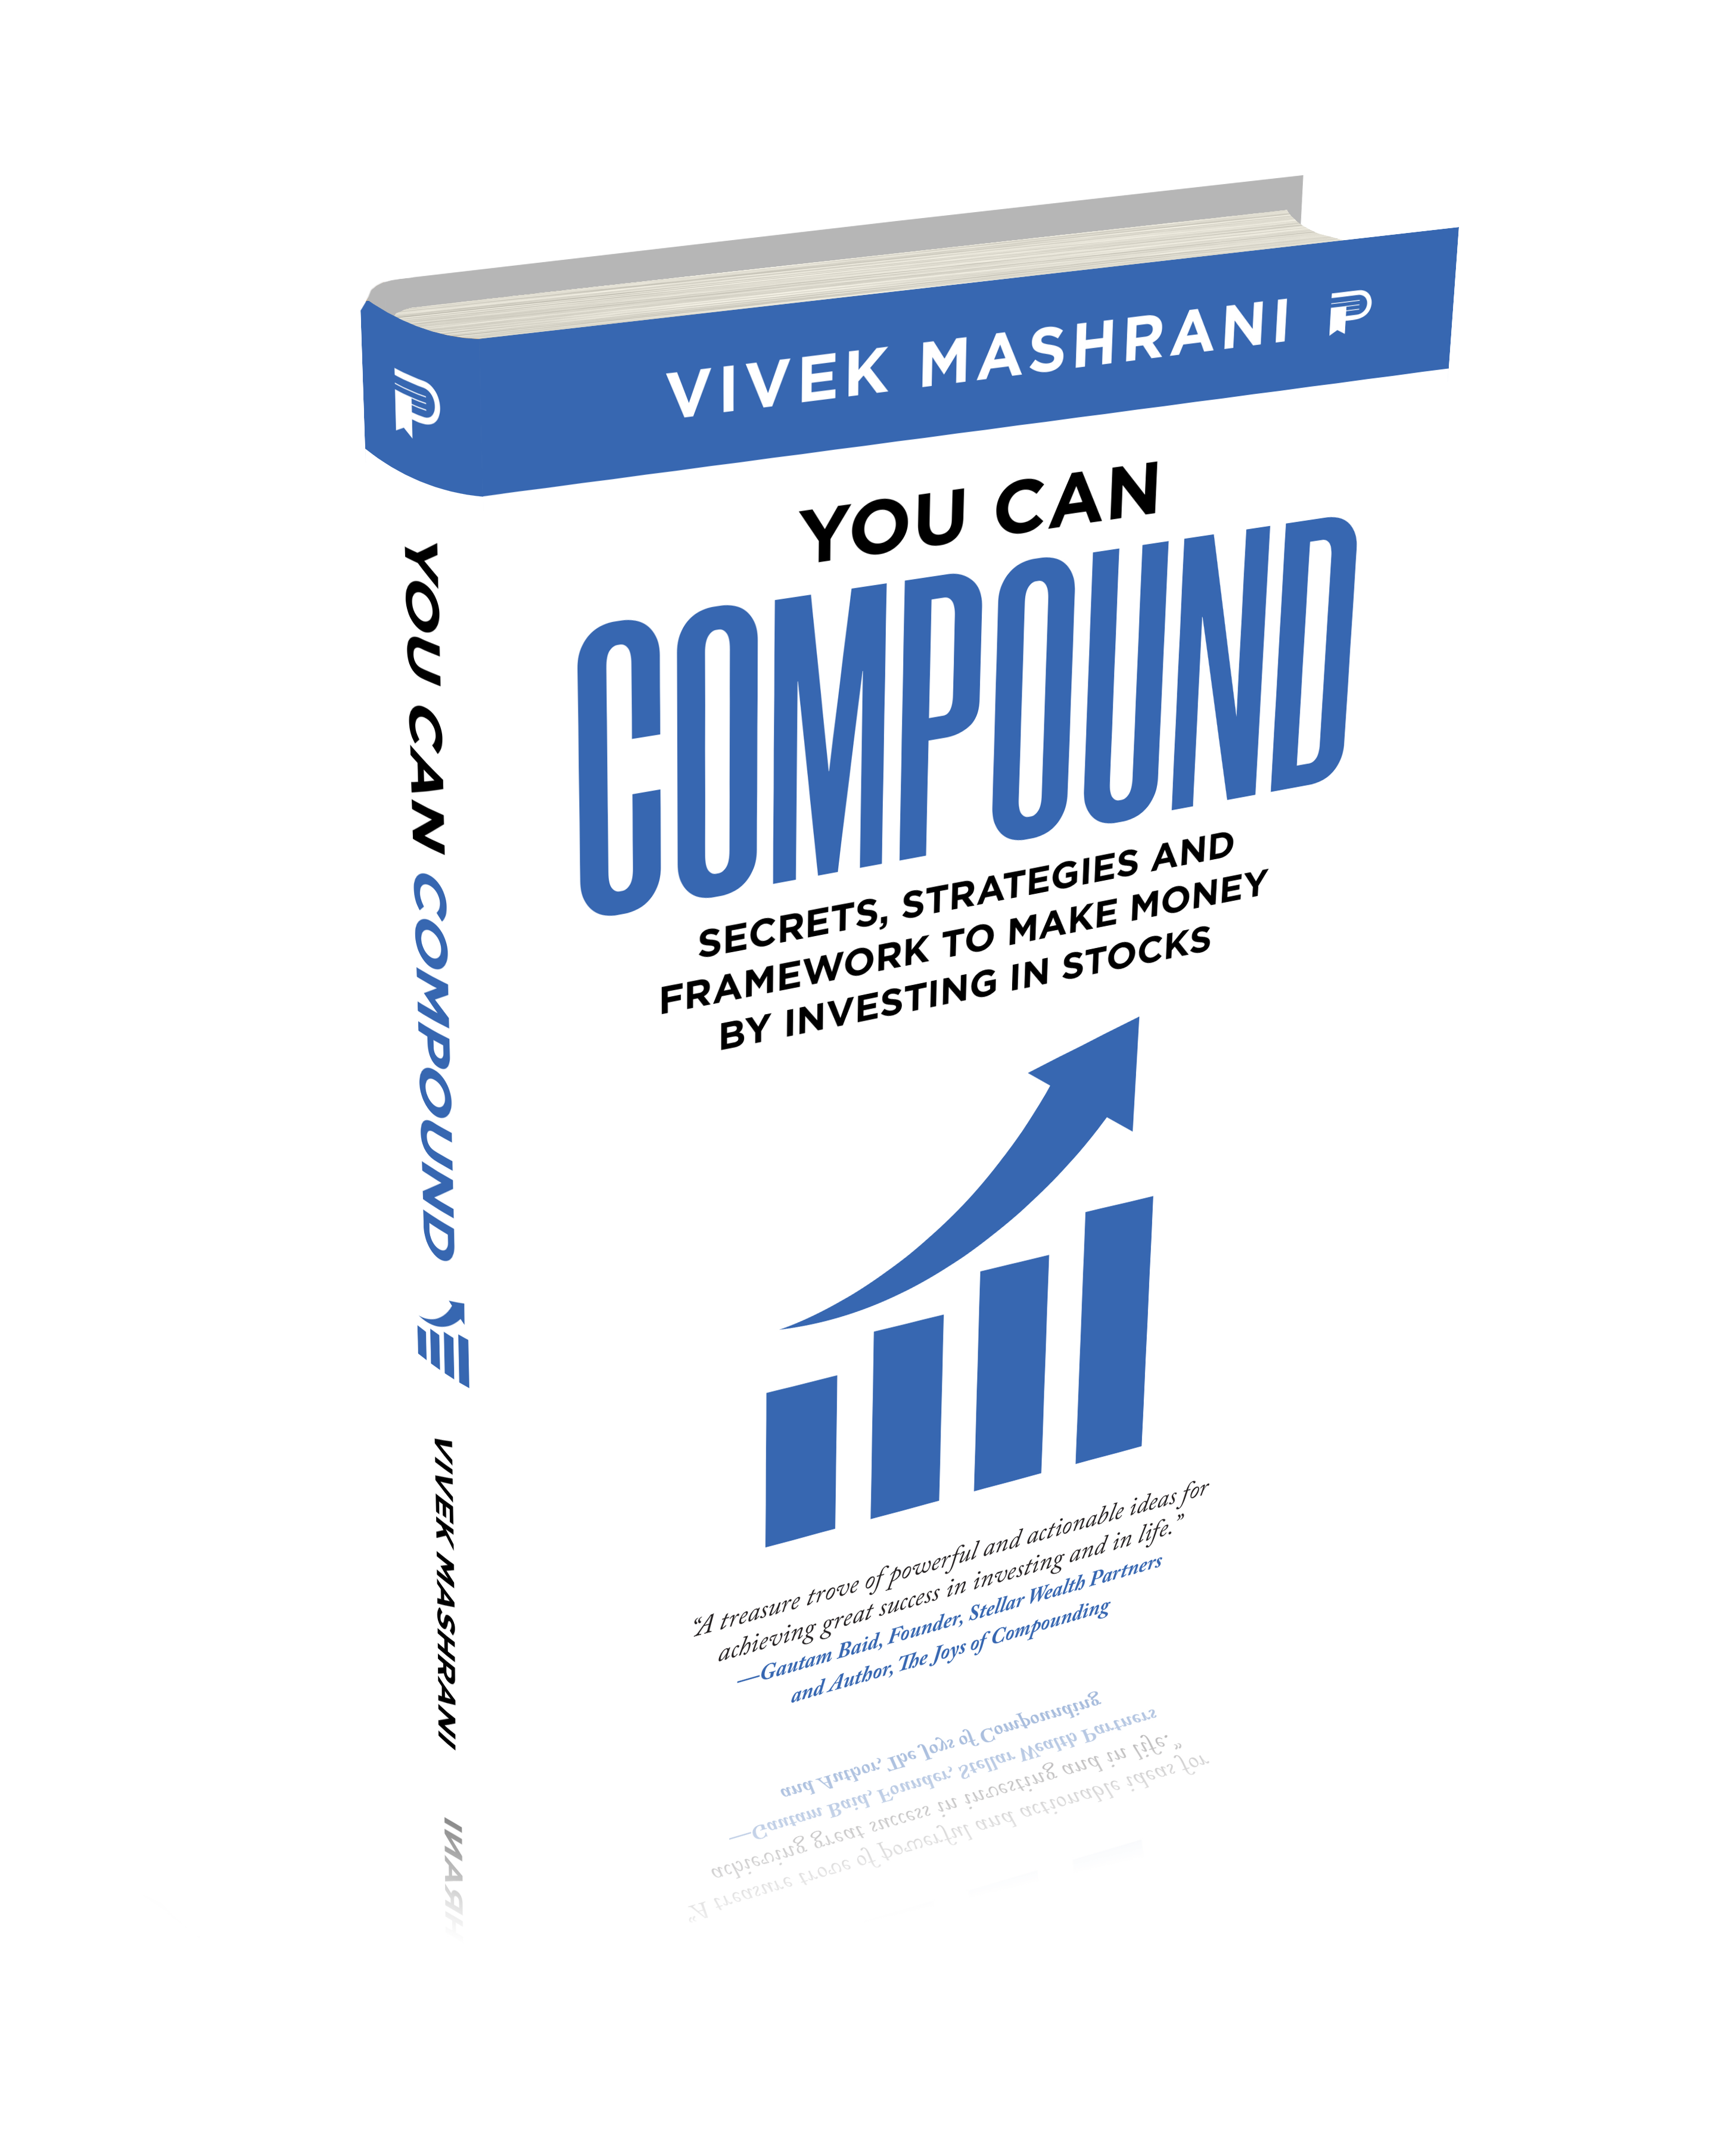 VIVEK MASHRANI
YOU CAN
COMPOUND
SECRETS, STRATEGIES AND
FRAMEWORK TO MAKE MONEY
BY INVESTING IN STOCKS
“A treasure trove of powerful and actionable ideas for
achieving great success in investing and in life.”
—Gautam Baid, Founder, Stellar Wealth Partners
and Author, The Joys of Compounding
YOU CAN COMPOUND VIVEK MASHRANI